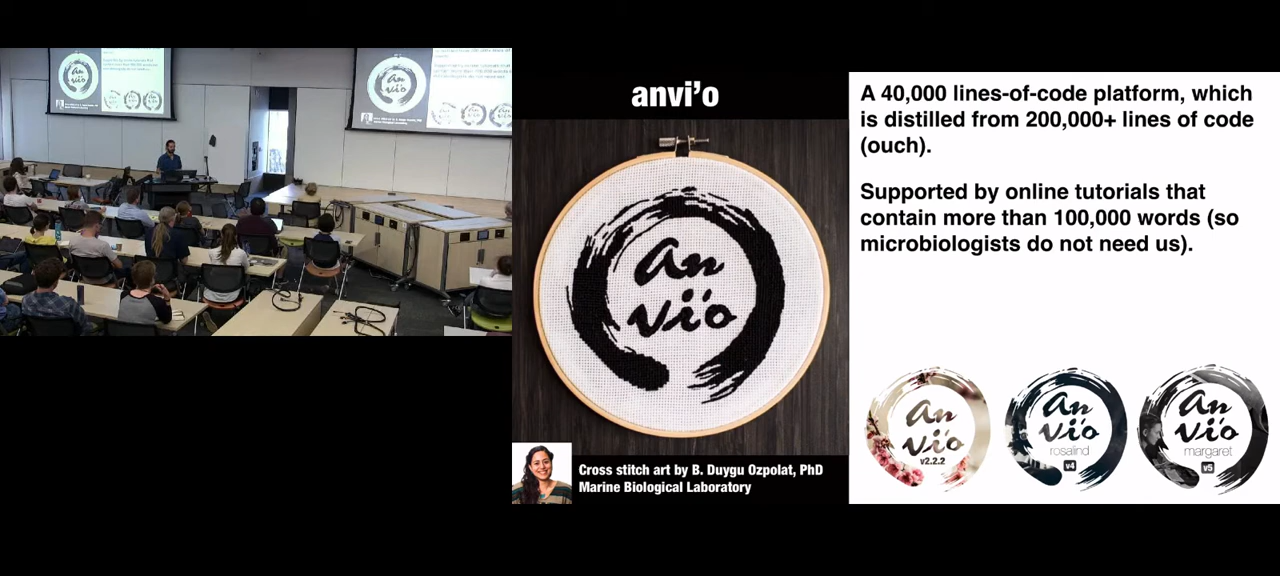 anvi'o
An
vi'o
Cross stitch art by B. Duygu Ozpolat, PhD
Marine Biological Laboratory
A 40,000 lines-of-code platform, which
is distilled from 200,000+ lines of code
(ouch).
Supported by online tutorials that
contain more than 100,000 words (so
microbiologists do not need us).
An
vi'o
v2.2.2
An
vi'o
rosalind
v4
An
vi'o
margaret
v5